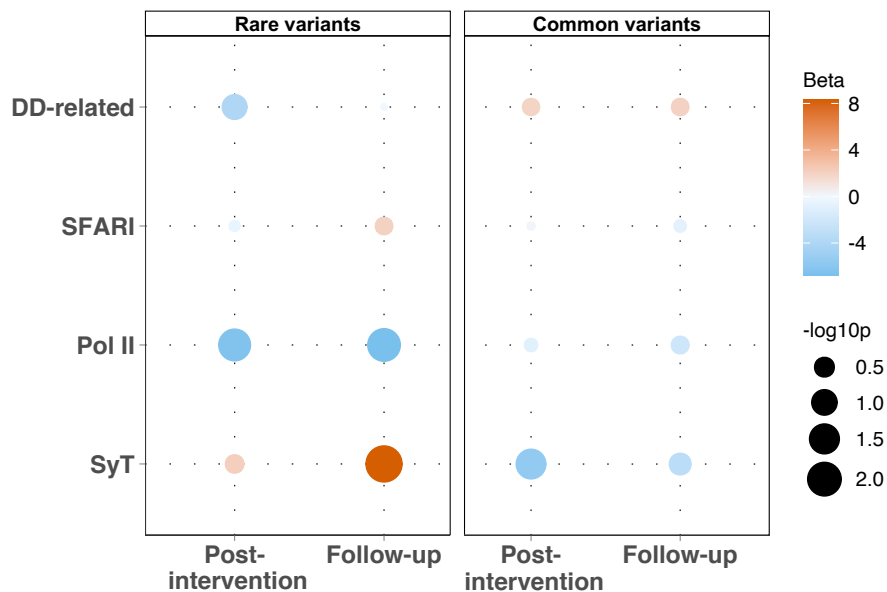 Rare variants
Common variants
DD-related
SFARI
Pol II
SyT
Post-
intervention
Follow-up
Post-
intervention
Follow-up
Beta
8
4
0
-4
-log10p
0.5
1.0
1.5
2.0